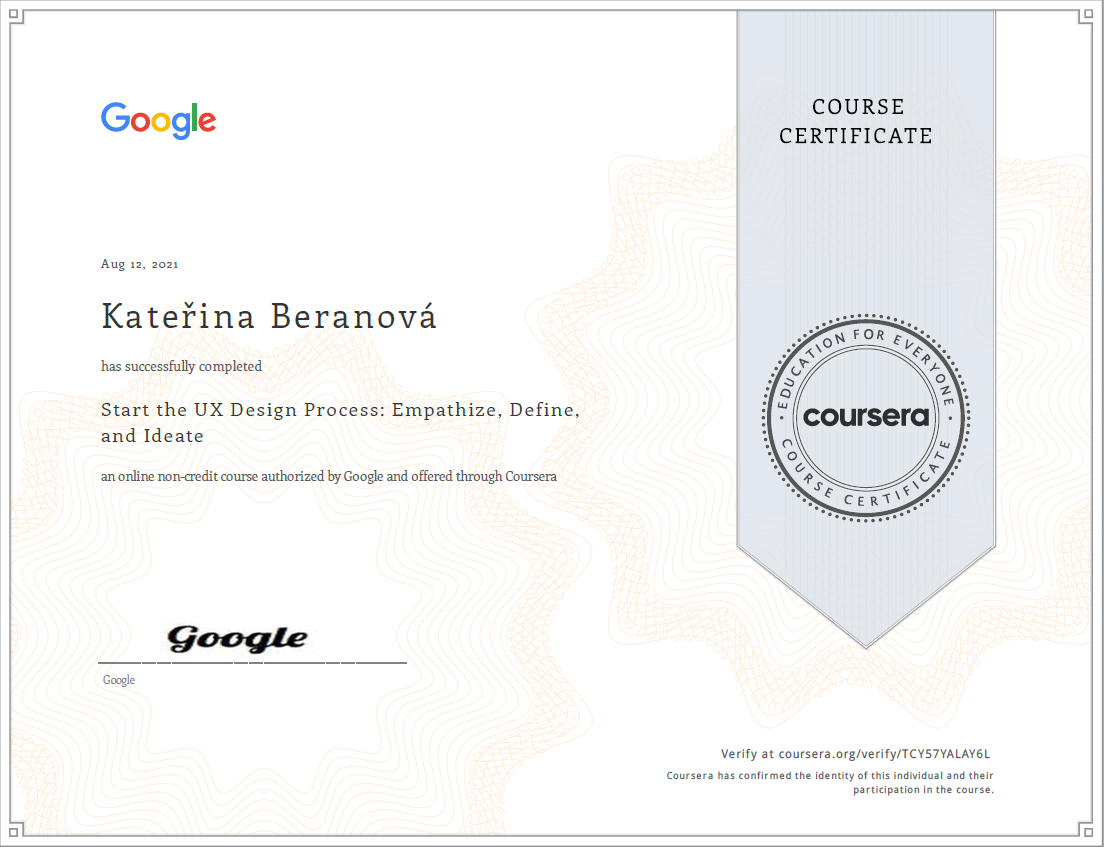 Google
COURSE
CERTIFICATE
Aug 12, 2021
Kateřina Beranová
has successfully completed
Start the UX Design Process: Empathize, Define,
and Ideate
an online non-credit course authorized by Google and offered through Coursera
EDUCATION FOR EVERYONE
coursera
COURSE CERTIFICATE
Google
Google
Verify at coursera.org/verify/TCY57YALAY6L
Coursera has confirmed the identity of this individual and their
participation in the course.